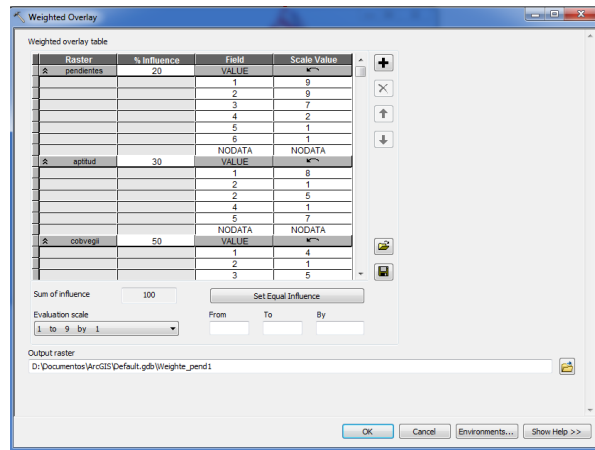 Weighted Overlay
Weighted overlay table
Raster % Influence Field Scale Value
pendientes 20 VALUE
1 9
2 9
3 7
4 2
5 1
6 1
NODATA NODATA
aptitud 30 VALUE
1 8
2 1
2 5
4 1
5 7
NODATA NODATA
cobvegii 50 VALUE
1 4
2 1
3 5
Sum of influence 100 Set Equal Influence
Evaluation scale From To By
1 to 9 by 1
Output raster
D:\Documentos\ArcGIS\Default.gdb\Weighte_pend1
OK Cancel Environments... Show Help >>